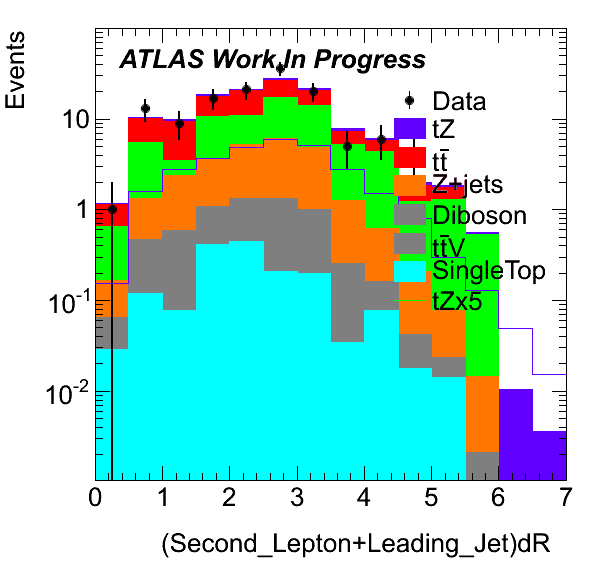 Events
ATLAS Work In Progress
Data
tZ
tt̄
Z+jets
Diboson
tt̄V
SingleTop
tZx5
10
1
10⁻¹
10⁻²
0 1 2 3 4 5 6 7
(Second_Lepton+Leading_Jet)dR